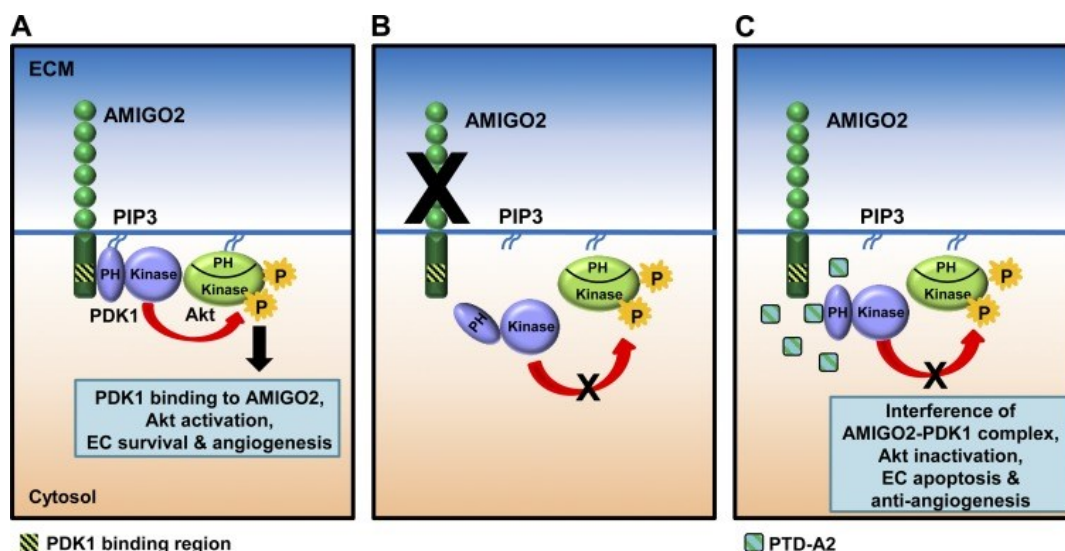 A
ECM
AMIGO2
PIP3
PH
Kinase
PH
Kinase
P
P
PDK1
Akt
PDK1 binding to AMIGO2,
Akt activation,
EC survival & angiogenesis
Cytosol
PDK1 binding region
B
AMIGO2
X
PIP3
PH
Kinase
PH
Kinase
P
P
X
C
AMIGO2
PIP3
PH
Kinase
PH
Kinase
P
P
X
Interference of
AMIGO2-PDK1 complex,
Akt inactivation,
EC apoptosis &
anti-angiogenesis
PTD-A2